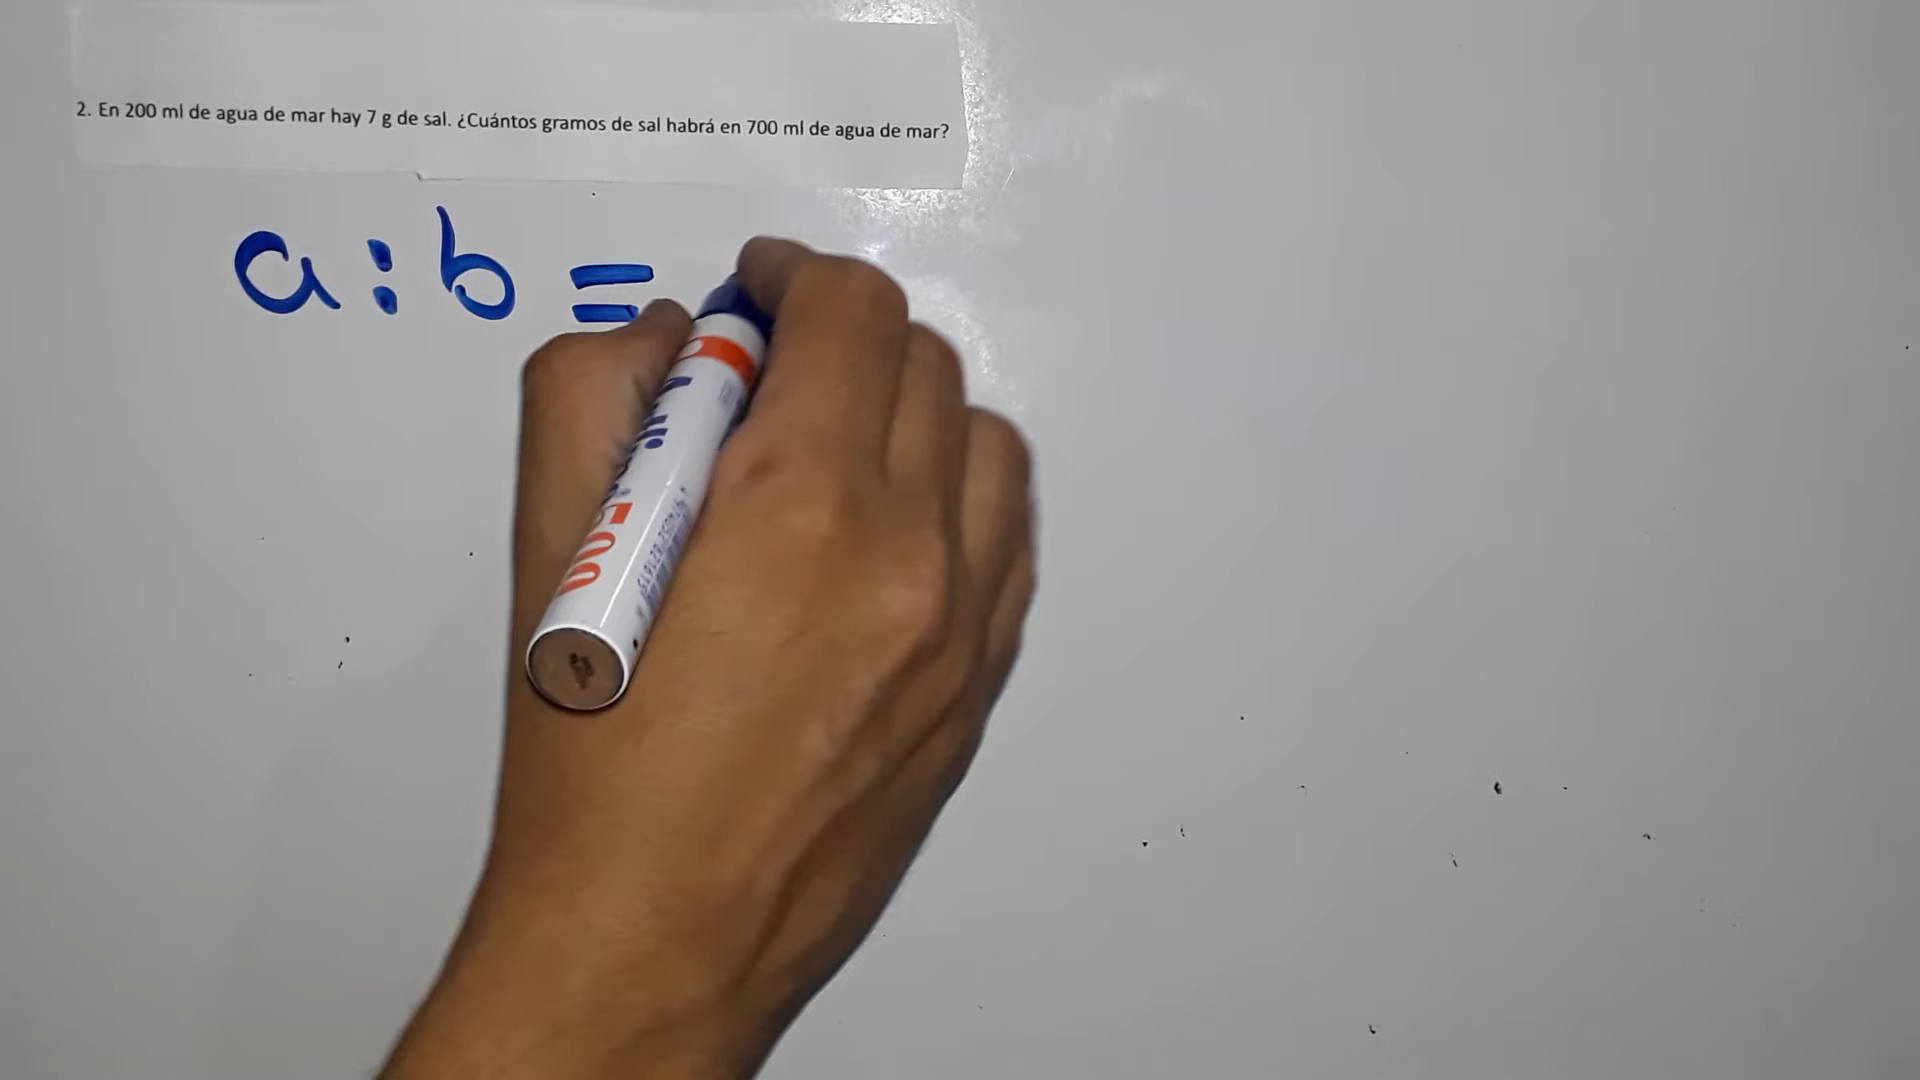 2. En 200 ml de agua de mar hay 7 g de sal. ¿Cuántos gramos de sal habrá en 700 ml de agua de mar?
a : b =
500